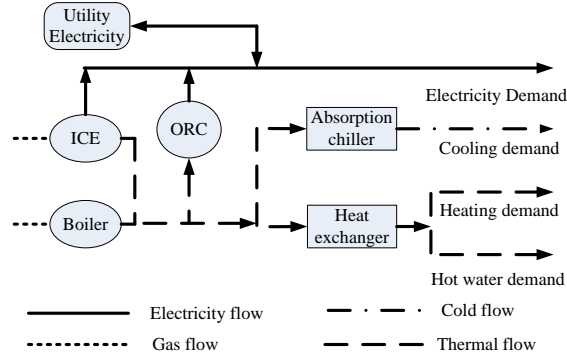 Utility
Electricity
Electricity Demand
ICE
ORC
Absorption
chiller
Cooling demand
Boiler
Heat
exchanger
Heating demand
Hot water demand
Electricity flow
Cold flow
Gas flow
Thermal flow